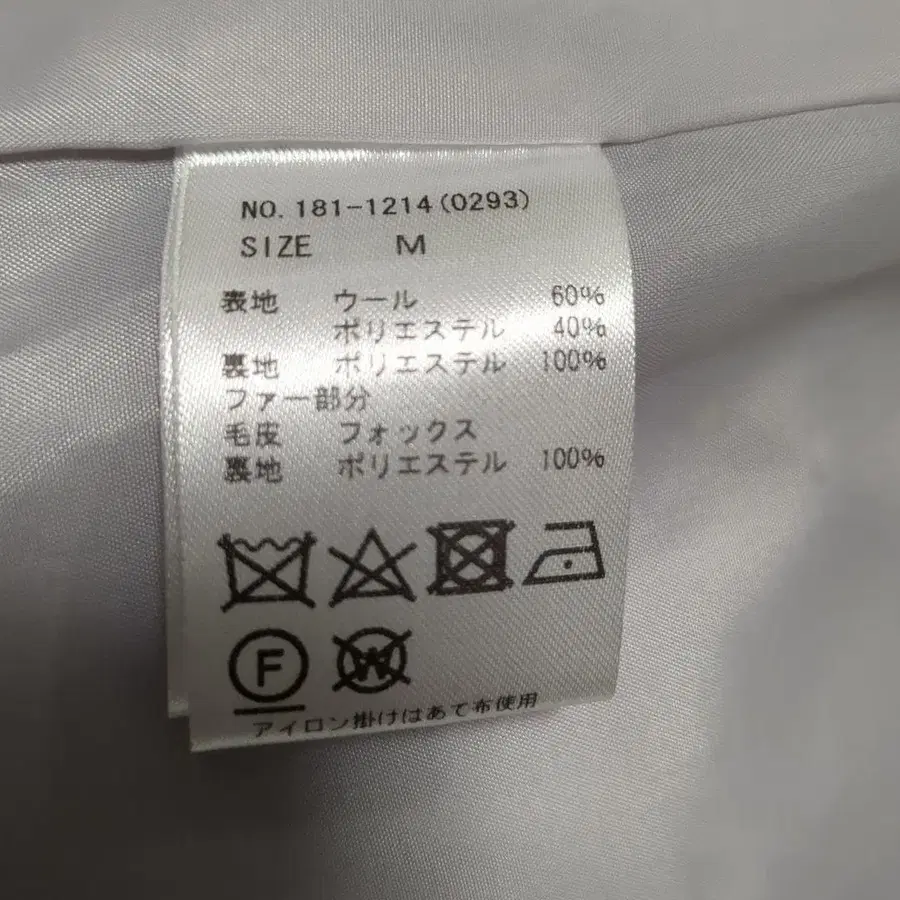 NO. 181-1214(0293)
SIZE M
表地 ウール 60%
ポリエステル 40%
裏地 ポリエステル 100%
ファー部分
毛皮 フォックス
裏地 ポリエステル 100%
F W
アイロン掛けはあて布使用